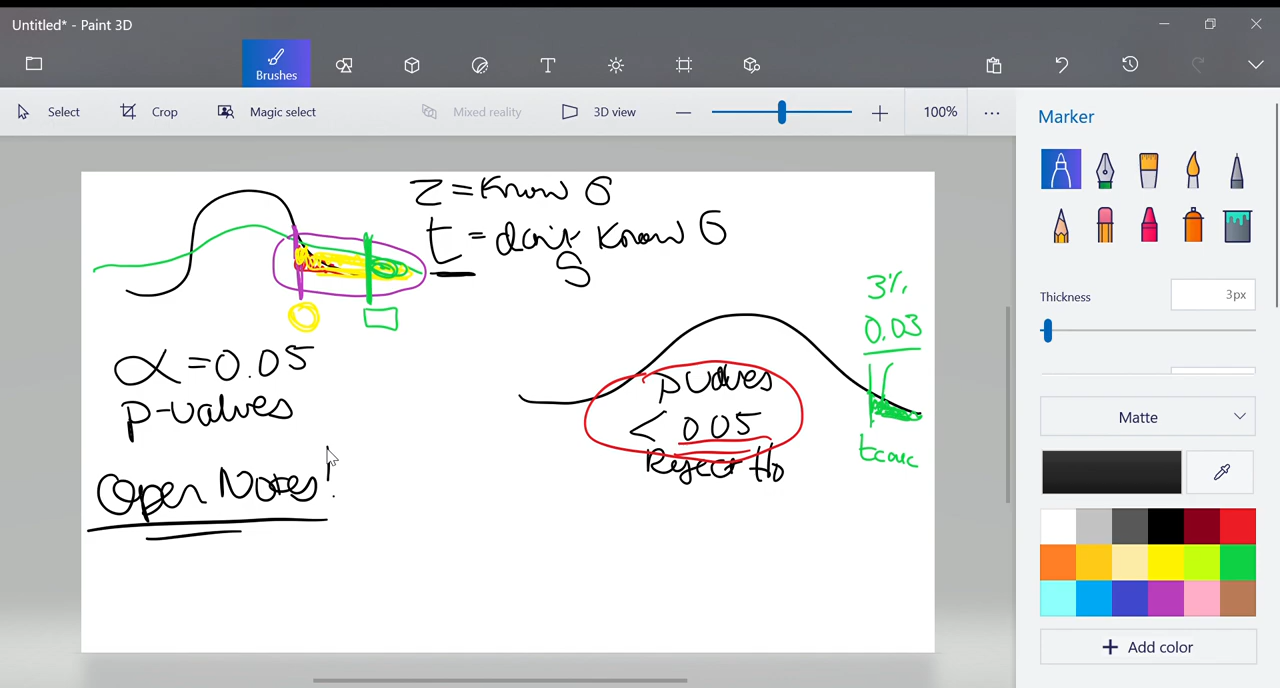 Untitled* - Paint 3D
Brushes
Select
Crop
Magic select
Mixed reality
3D view
100%
Marker
Thickness
3px
Matte
Add color
z = Know σ
t = don't know σ
S
α = 0.05
p-values
Open Notes!
p values
< 0.05
Reject Ho
3%
0.03
tcalc